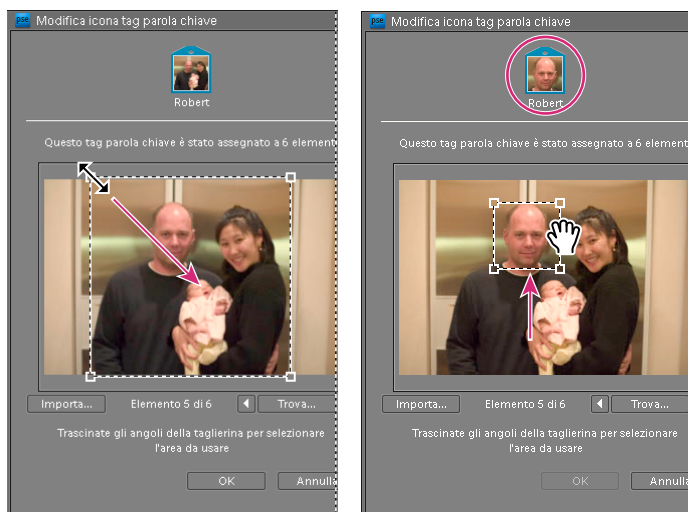 pse Modifica icona tag parola chiave
Robert
Questo tag parola chiave è stato assegnato a 6 element
Importa...
Elemento 5 di 6
Trova...
Trascinate gli angoli della taglierina per selezionare
l'area da usare
OK
Annulla
pse Modifica icona tag parola chiave
Robert
Questo tag parola chiave è stato assegnato a 6 element
Importa...
Elemento 5 di 6
Trova...
Trascinate gli angoli della taglierina per selezionare
l'area da usare
OK
Annulla